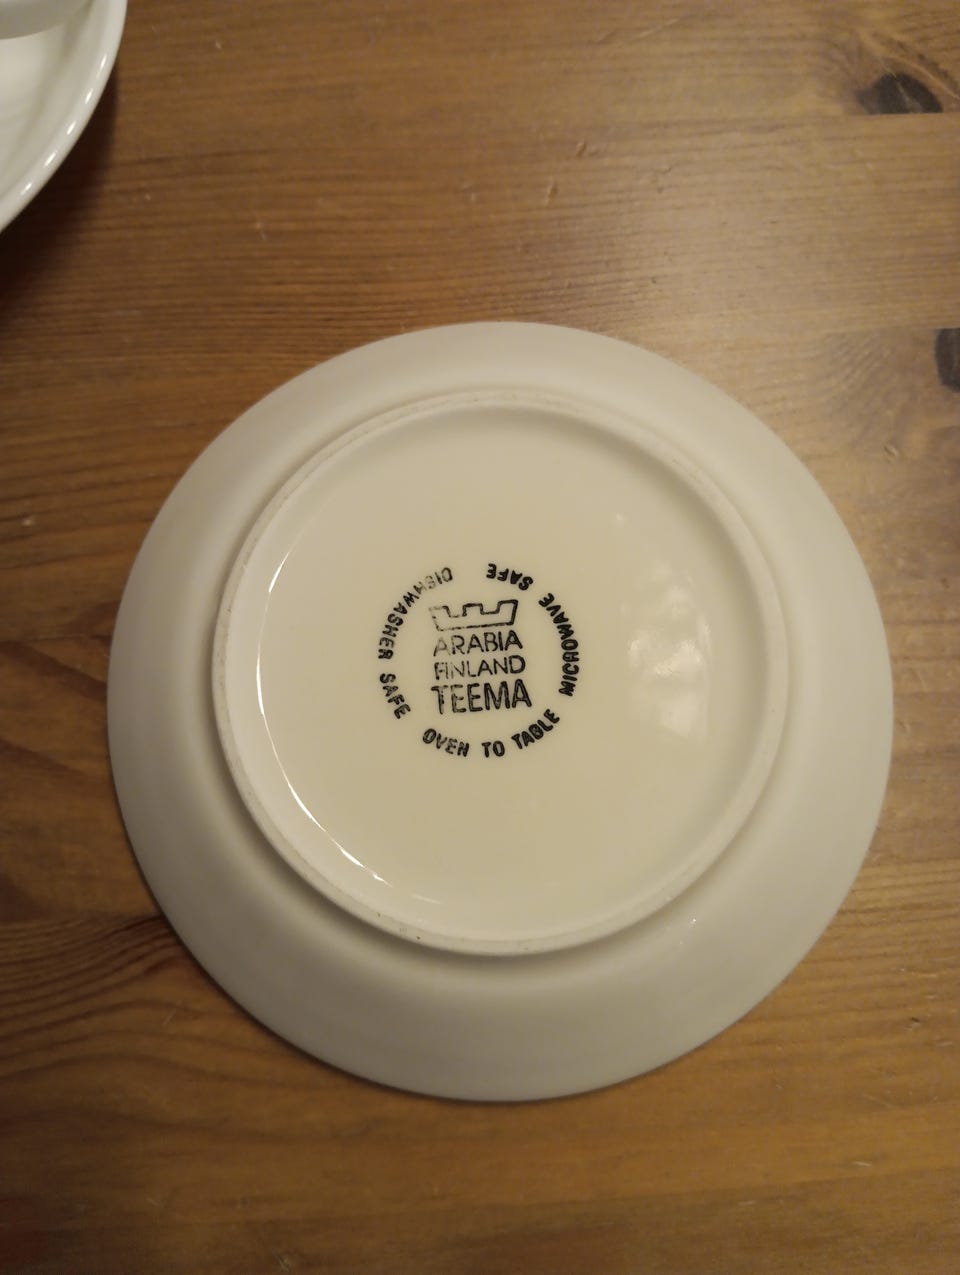 ARABIA
FINLAND
TEEMA
DISHWASHER SAFE
OVEN TO TABLE
MICROWAVE SAFE